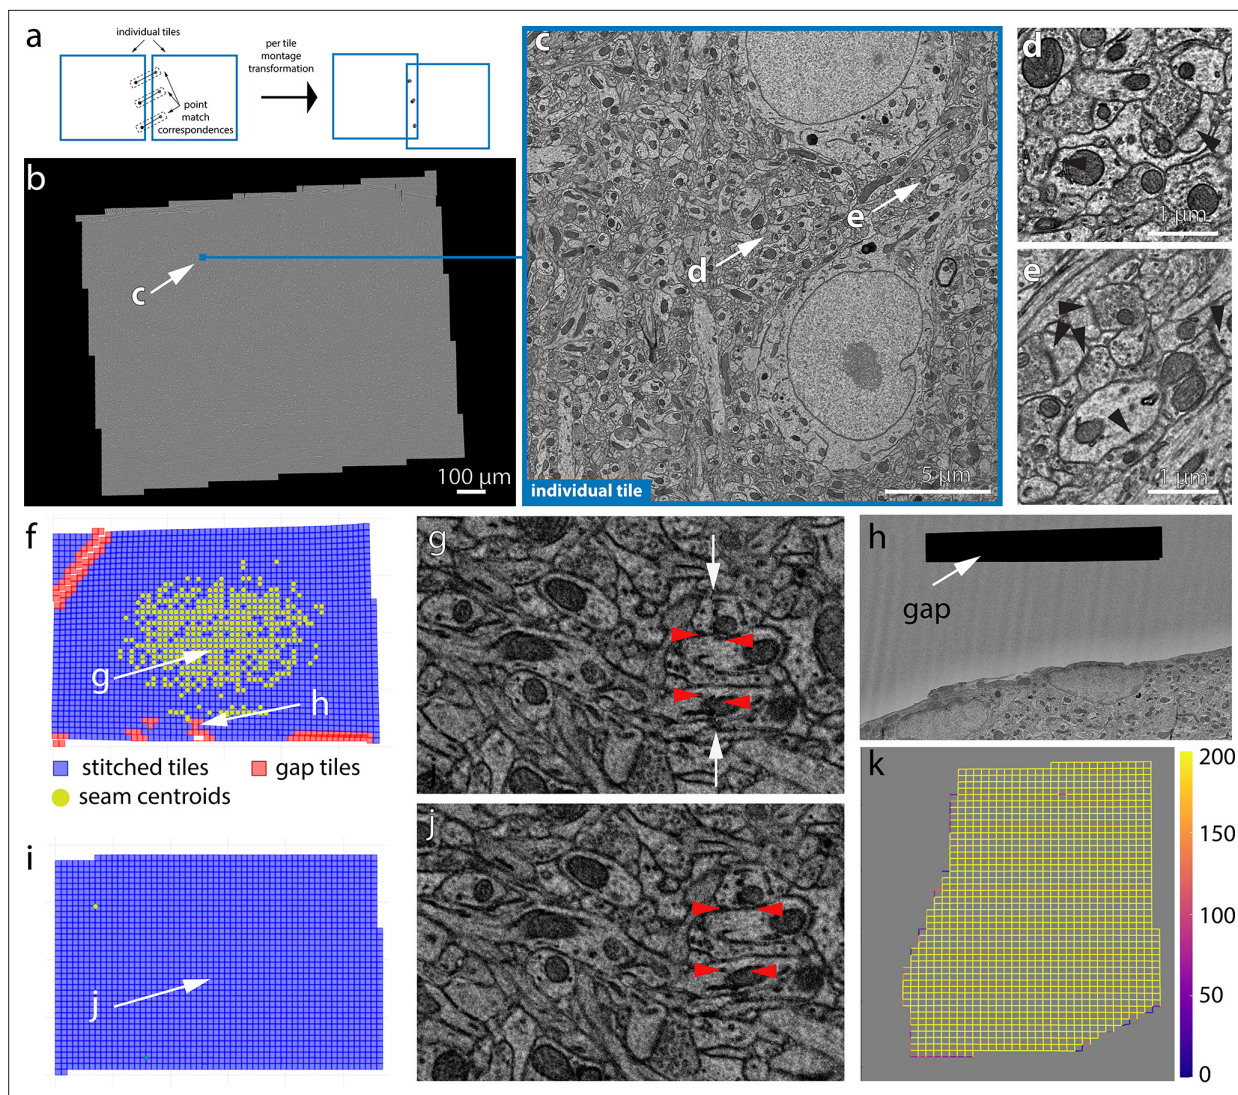 a
individual tiles
per tile
montage
transformation
point
match
correspondences
b
c
100 µm
c
d
e
individual tile
5 µm
d
1 µm
e
1 µm
f
g
h
stitched tiles
gap tiles
seam centroids
g
h
gap
i
j
j
k
200
150
100
50
0